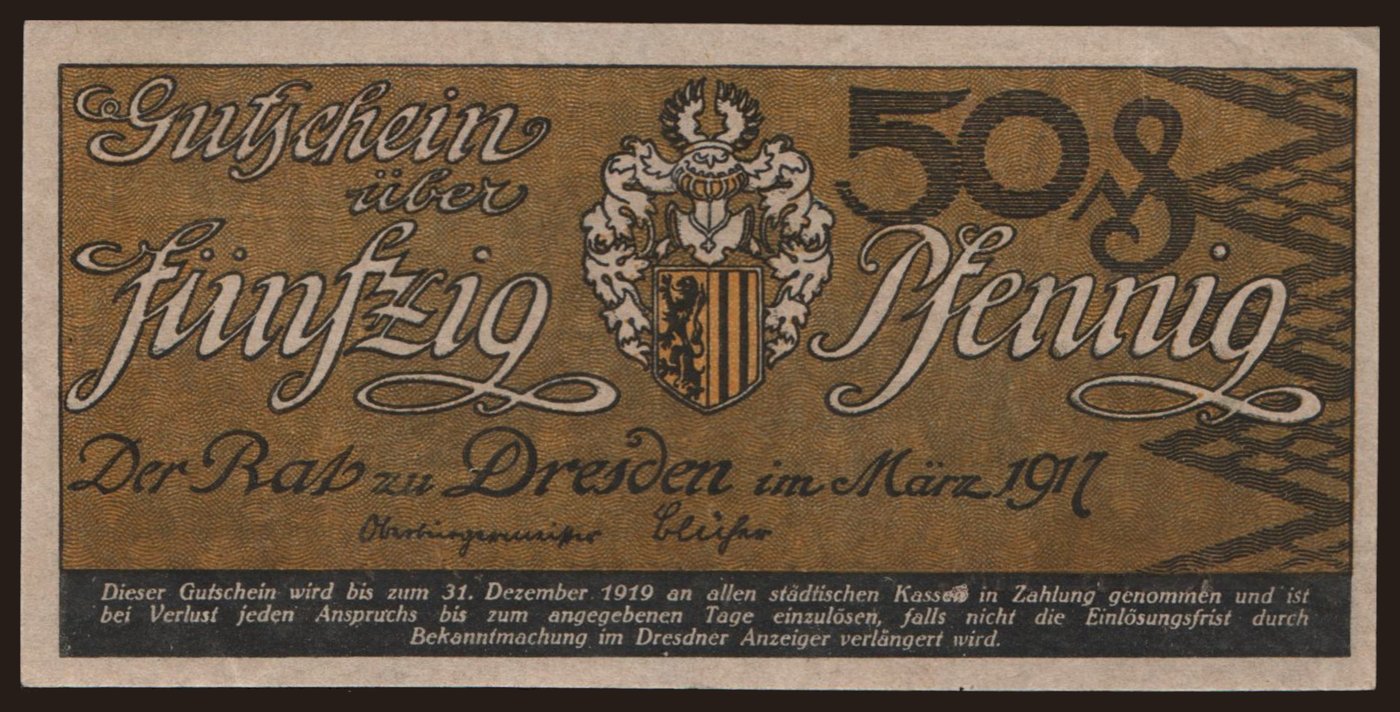 Gutschein
über
fünfzig Pfennig
50 ₰
Der Rat zu Dresden im März 1917
Oberbürgermeister Blüher
Dieser Gutschein wird bis zum 31. Dezember 1919 an allen städtischen Kassen in Zahlung genommen und ist
bei Verlust jeden Anspruchs bis zum angegebenen Tage einzulösen, falls nicht die Einlösungsfrist durch
Bekanntmachung im Dresdner Anzeiger verlängert wird.